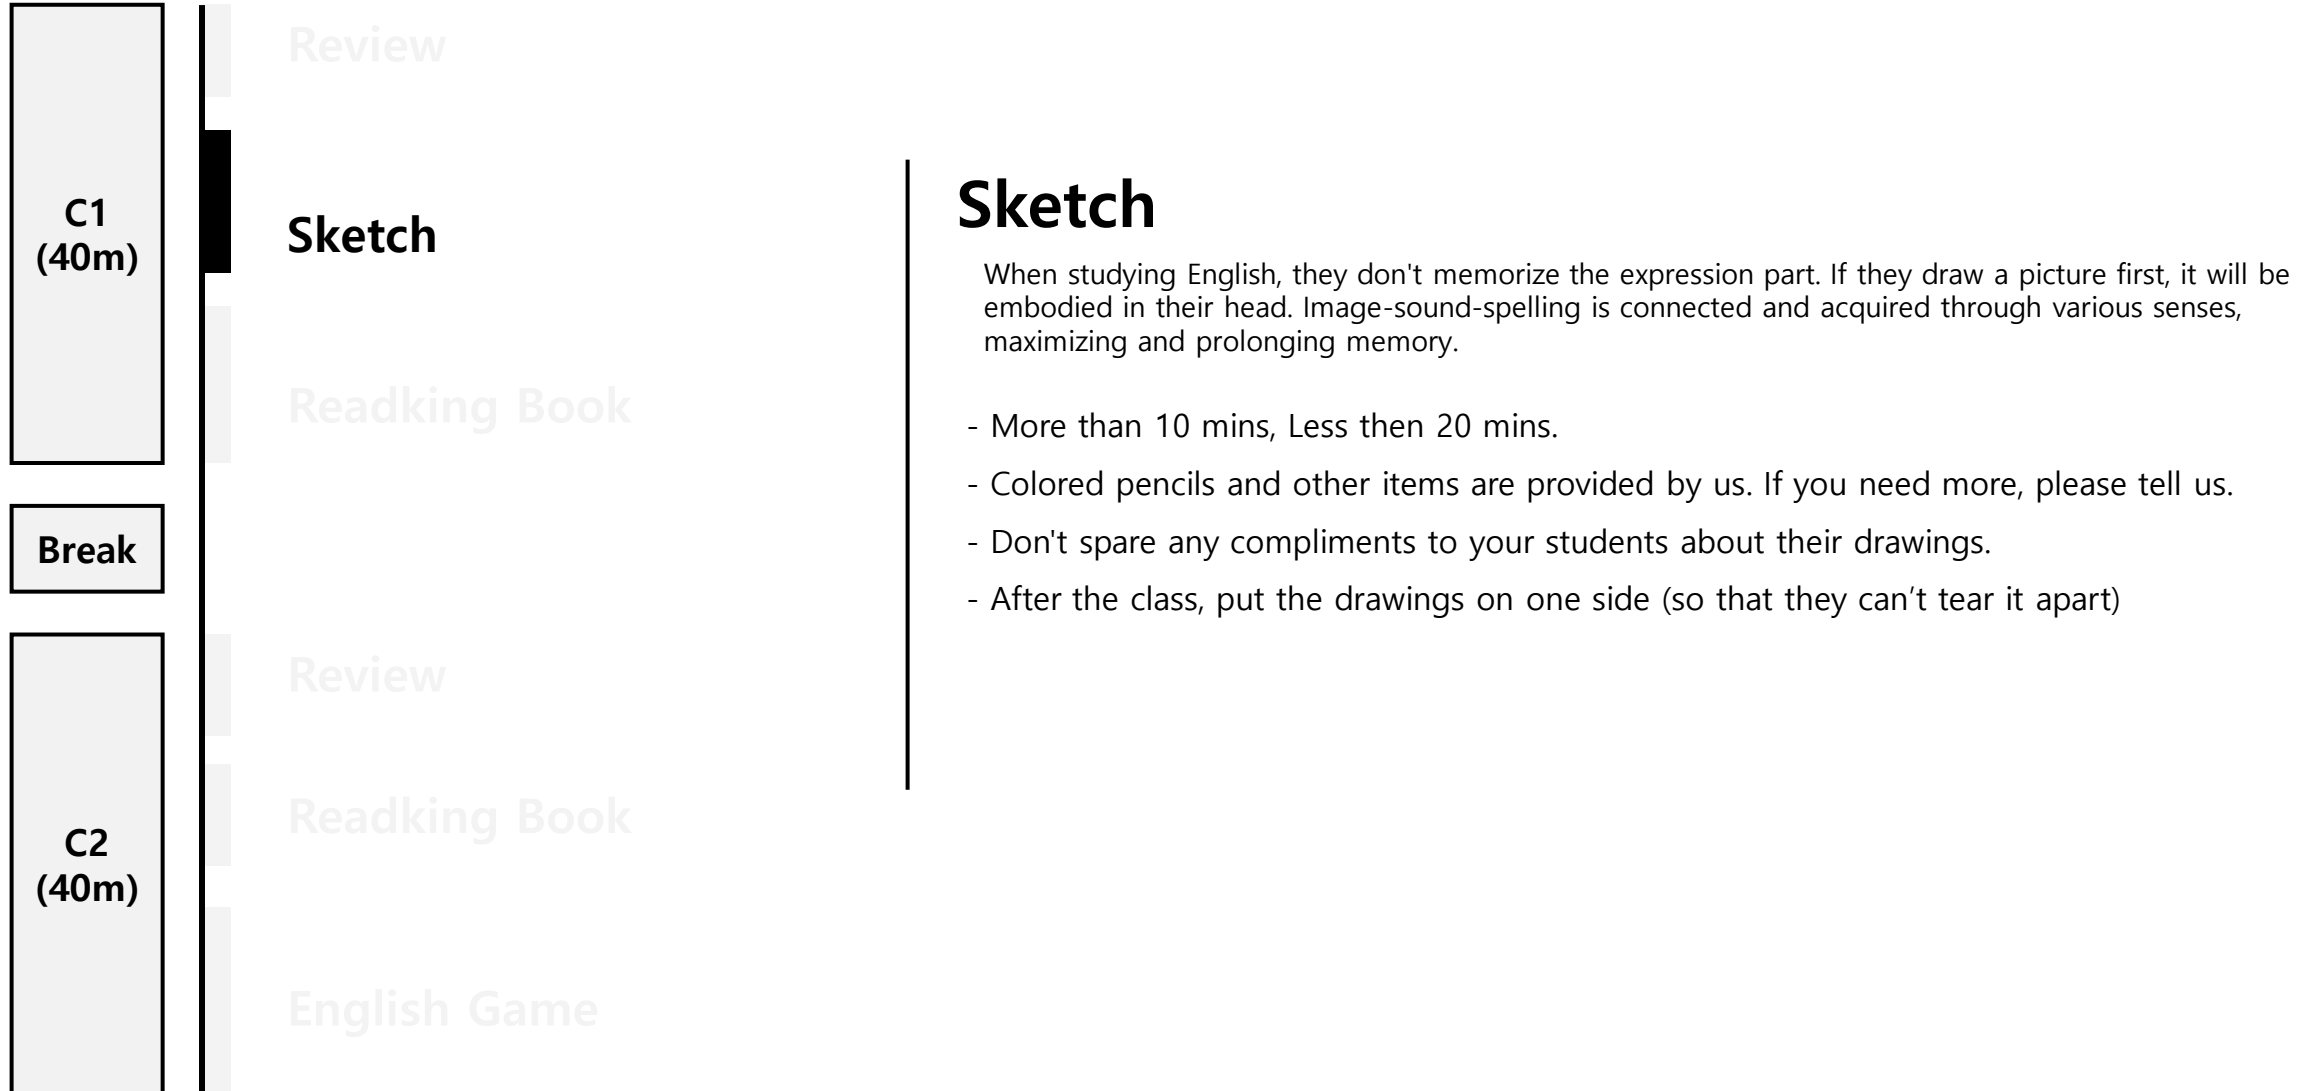 C1
(40m)
Break
C2
(40m)
Review
Sketch
Readking Book
Review
Readking Book
English Game
Sketch
When studying English, they don't memorize the expression part. If they draw a picture first, it will be
embodied in their head. Image-sound-spelling is connected and acquired through various senses,
maximizing and prolonging memory.
- More than 10 mins, Less then 20 mins.
- Colored pencils and other items are provided by us. If you need more, please tell us.
- Don't spare any compliments to your students about their drawings.
- After the class, put the drawings on one side (so that they can’t tear it apart)